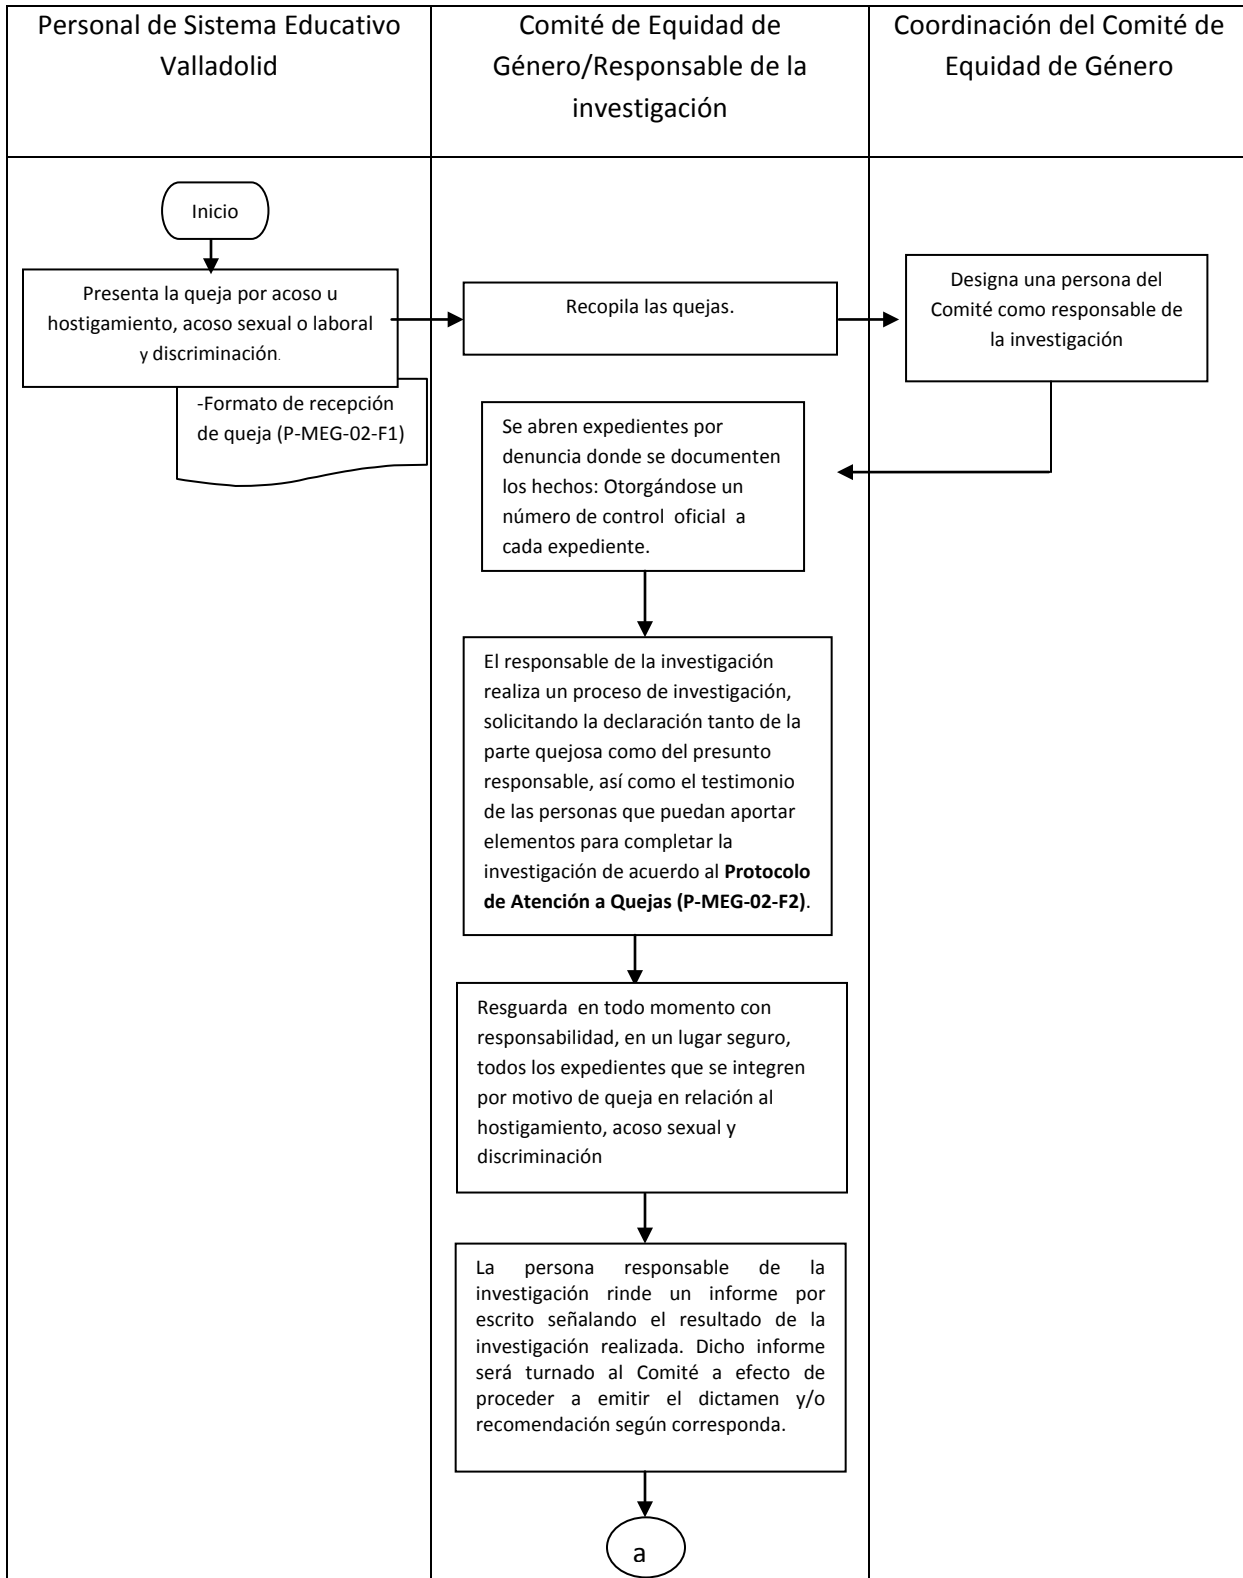 Personal de Sistema Educativo
Valladolid
Comité de Equidad de
Género/Responsable de la
investigación
Coordinación del Comité de
Equidad de Género
Inicio
Presenta la queja por acoso u
hostigamiento, acoso sexual o laboral
y discriminación.
-Formato de recepción
de queja (P-MEG-02-F1)
Recopila las quejas.
Designa una persona del
Comité como responsable de
la investigación
Se abren expedientes por
denuncia donde se documenten
los hechos: Otorgándose un
número de control oficial a
cada expediente.
El responsable de la investigación
realiza un proceso de investigación,
solicitando la declaración tanto de la
parte quejosa como del presunto
responsable, así como el testimonio
de las personas que puedan aportar
elementos para completar la
investigación de acuerdo al Protocolo
de Atención a Quejas (P-MEG-02-F2).
Resguarda en todo momento con
responsabilidad, en un lugar seguro,
todos los expedientes que se integren
por motivo de queja en relación al
hostigamiento, acoso sexual y
discriminación
La persona responsable de la
investigación rinde un informe por
escrito señalando el resultado de la
investigación realizada. Dicho informe
será turnado al Comité a efecto de
proceder a emitir el dictamen y/o
recomendación según corresponda.
a